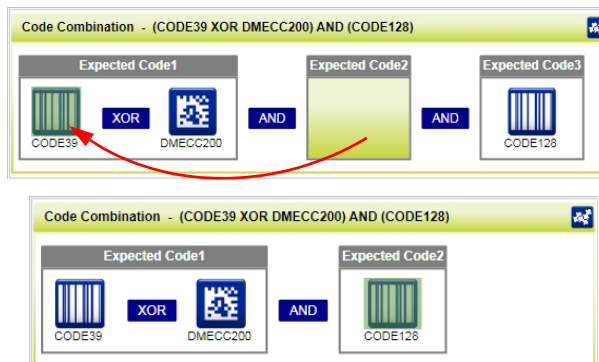 Code Combination - (CODE39 XOR DMECC200) AND (CODE128)
Expected Code1 Expected Code2 Expected Code3
XOR AND AND
CODE39 DMECC200 CODE128
Code Combination - (CODE39 XOR DMECC200) AND (CODE128)
Expected Code1 Expected Code2
XOR AND
CODE39 DMECC200 CODE128